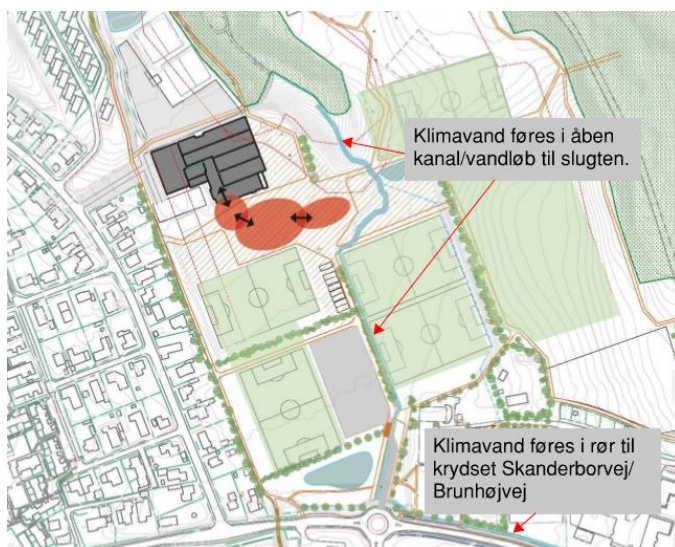 Klimavand føres i åben
kanal/vandløb til slugten.
Klimavand føres i rør til
krydset Skanderborvej/
Brunhøjvej